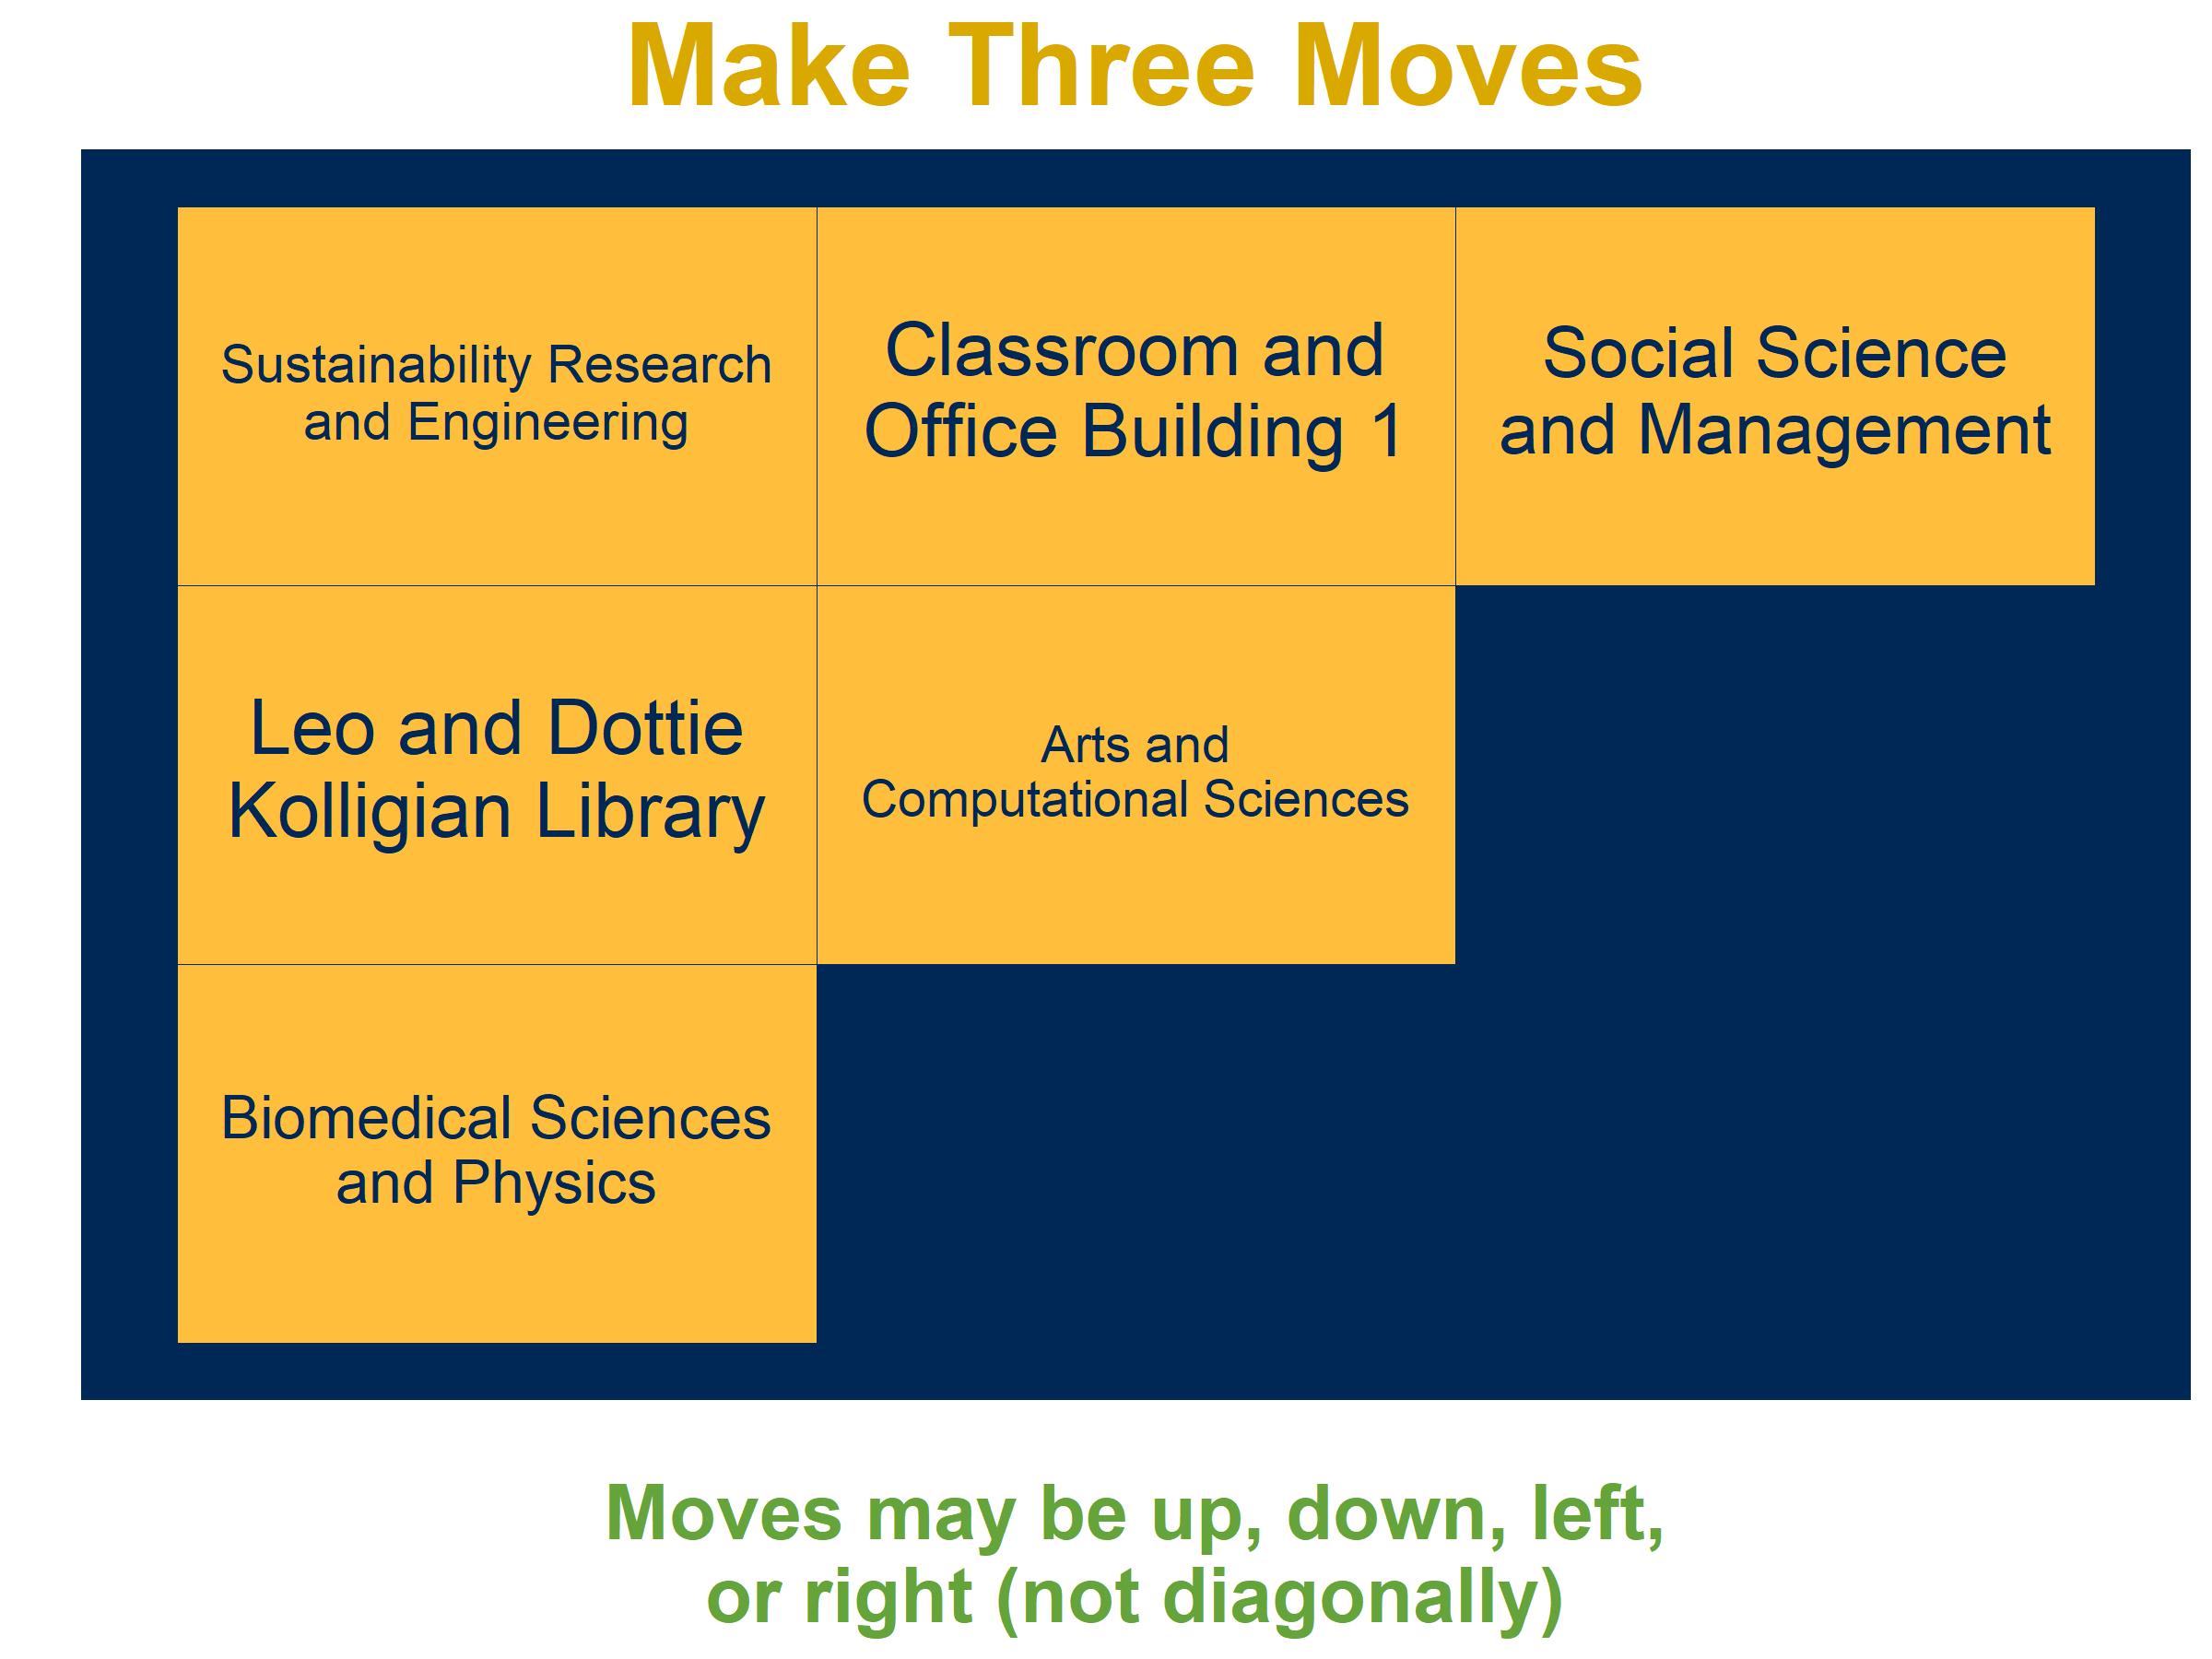 Make Three Moves
Sustainability Research
and Engineering
Classroom and
Office Building 1
Social Science
and Management
Leo and Dottie
Kolligian Library
Arts and
Computational Sciences
Biomedical Sciences
and Physics
Moves may be up, down, left,
or right (not diagonally)